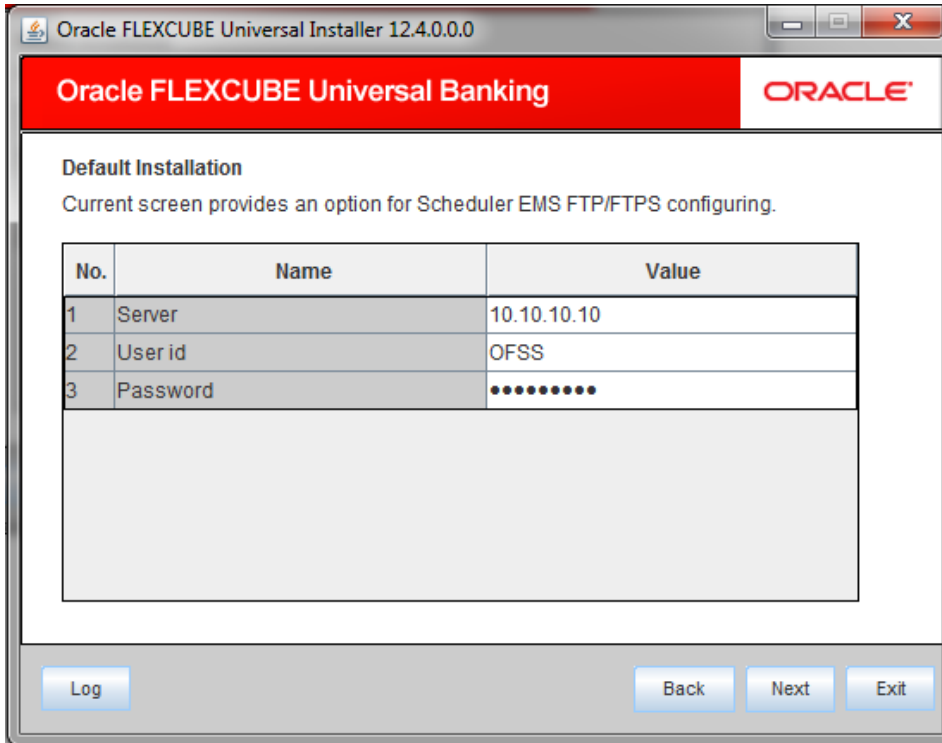 Oracle FLEXCUBE Universal Installer 12.4.0.0.0
Oracle FLEXCUBE Universal Banking
ORACLE
Default Installation
Current screen provides an option for Scheduler EMS FTP/FTPS configuring.
No. Name Value
1 Server 10.10.10.10
2 User id OFSS
3 Password •••••••••
Log Back Next Exit